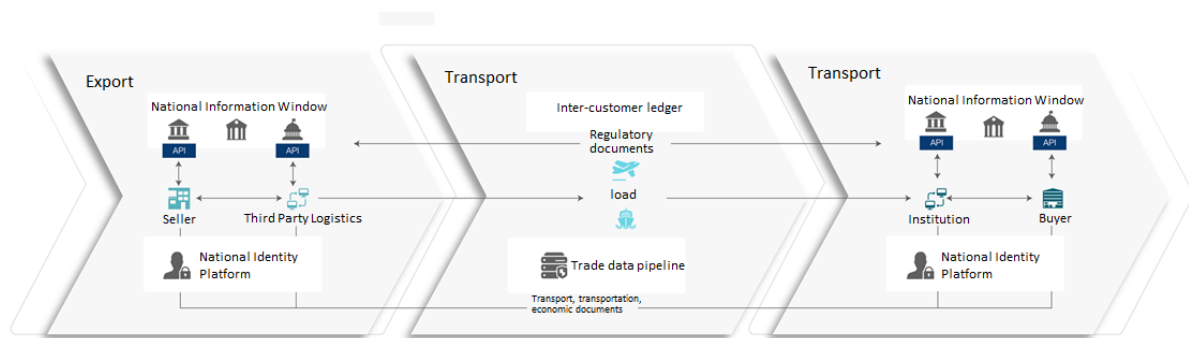 Export
National Information Window
API
API
Seller
Third Party Logistics
National Identity
Platform
Transport
Inter-customer ledger
Regulatory
documents
load
Trade data pipeline
Transport, transportation,
economic documents
Transport
National Information Window
API
API
Institution
Buyer
National Identity
Platform